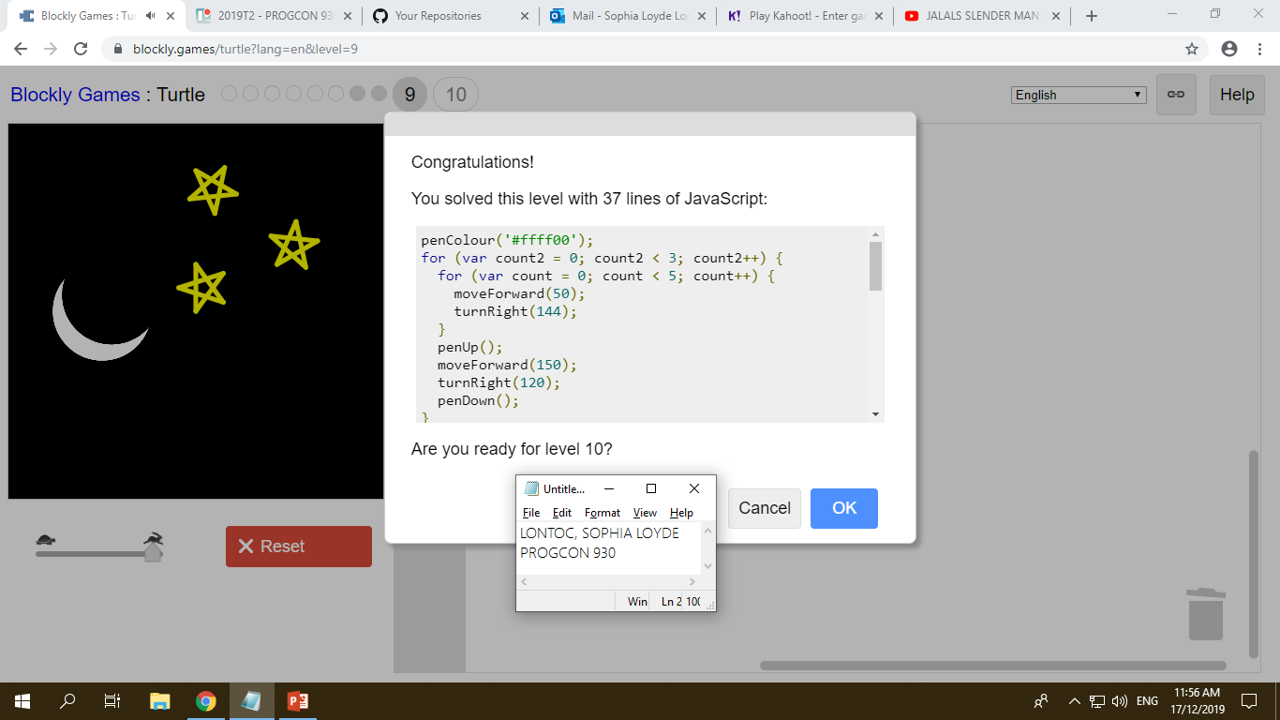 Blockly Games : Tur
2019T2 - PROGCON 93
Your Repositories
Mail - Sophia Loyde Lo
Play Kahoot! - Enter ga
JALALS SLENDER MAN
blockly.games/turtle?lang=en&level=9
Blockly Games : Turtle
9
10
English
Help
Congratulations!
You solved this level with 37 lines of JavaScript:
penColour('#ffff00');
for (var count2 = 0; count2 < 3; count2++) {
for (var count = 0; count < 5; count++) {
moveForward(50);
turnRight(144);
}
penUp();
moveForward(150);
turnRight(120);
penDown();
}
Are you ready for level 10?
Cancel
OK
Reset
Untitle...
File Edit Format View Help
LONTOC, SOPHIA LOYDE
PROGCON 930
Win Ln 2 100
ENG
11:56 AM
17/12/2019